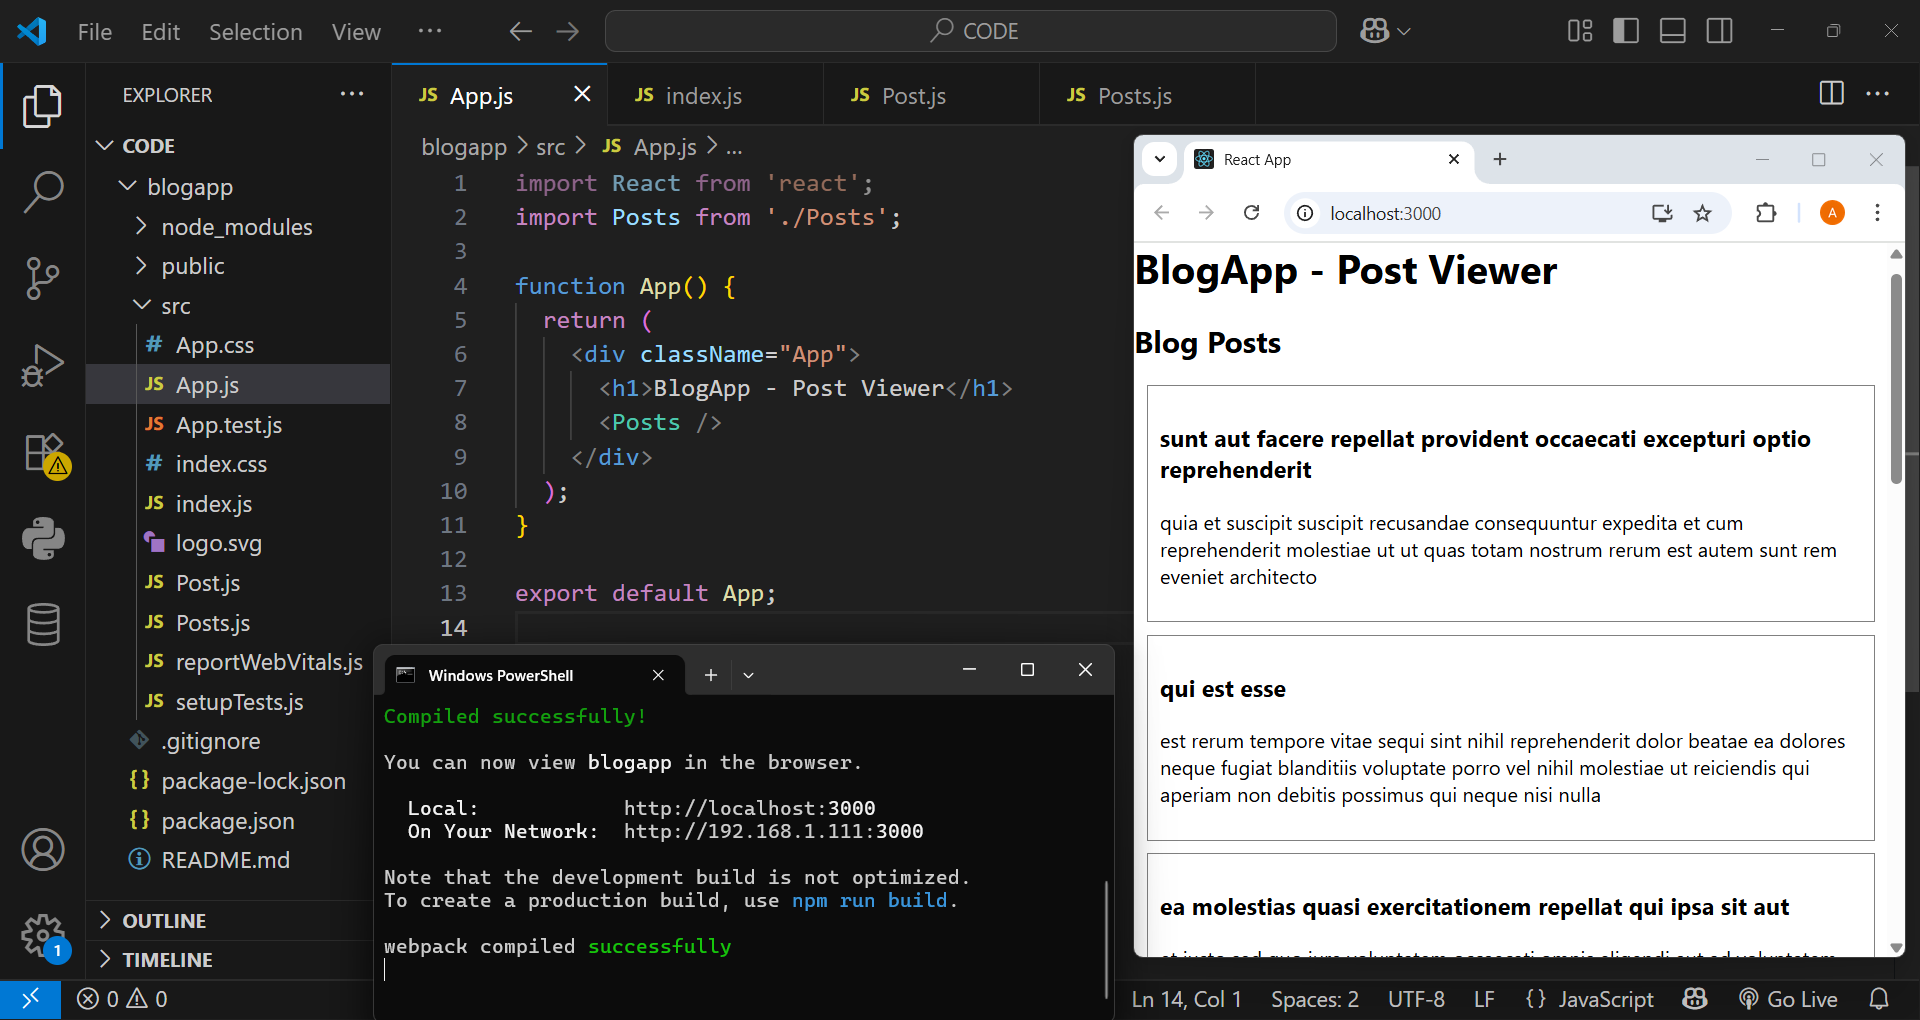 File Edit Selection View ··· CODE
EXPLORER ···
CODE
blogapp
node_modules
public
src
App.css
JS App.js
JS App.test.js
index.css
JS index.js
logo.svg
JS Post.js
JS Posts.js
JS reportWebVitals.js
JS setupTests.js
.gitignore
{} package-lock.json
{} package.json
README.md
OUTLINE
TIMELINE
1
JS App.js
JS index.js
JS Post.js
JS Posts.js
blogapp > src > JS App.js > ...
1 import React from 'react';
2 import Posts from './Posts';
3
4 function App() {
5 return (
6 <div className="App">
7 <h1>BlogApp - Post Viewer</h1>
8 <Posts />
9 </div>
10 );
11 }
12
13 export default App;
14
Windows PowerShell
Compiled successfully!
You can now view blogapp in the browser.
Local: http://localhost:3000
On Your Network: http://192.168.1.111:3000
Note that the development build is not optimized.
To create a production build, use npm run build.
webpack compiled successfully
React App
localhost:3000
A
BlogApp - Post Viewer
Blog Posts
sunt aut facere repellat provident occaecati excepturi optio
reprehenderit
quia et suscipit suscipit recusandae consequuntur expedita et cum
reprehenderit molestiae ut ut quas totam nostrum rerum est autem sunt rem
eveniet architecto
qui est esse
est rerum tempore vitae sequi sint nihil reprehenderit dolor beatae ea dolores
neque fugiat blanditiis voluptate porro vel nihil molestiae ut reiciendis qui
aperiam non debitis possimus qui neque nisi nulla
ea molestias quasi exercitationem repellat qui ipsa sit aut
0 0
Ln 14, Col 1 Spaces: 2 UTF-8 LF {} JavaScript Go Live